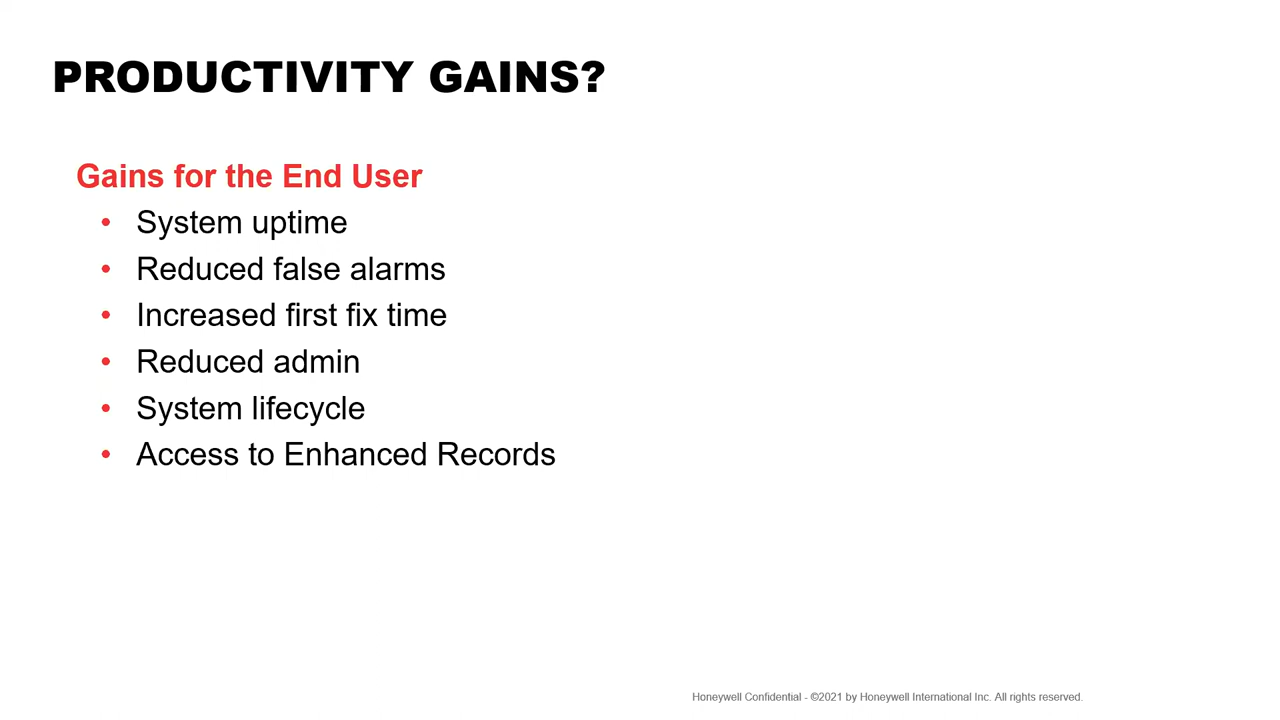 PRODUCTIVITY GAINS?
Gains for the End User
• System uptime
• Reduced false alarms
• Increased first fix time
• Reduced admin
• System lifecycle
• Access to Enhanced Records
Honeywell Confidential - ©2021 by Honeywell International Inc. All rights reserved.